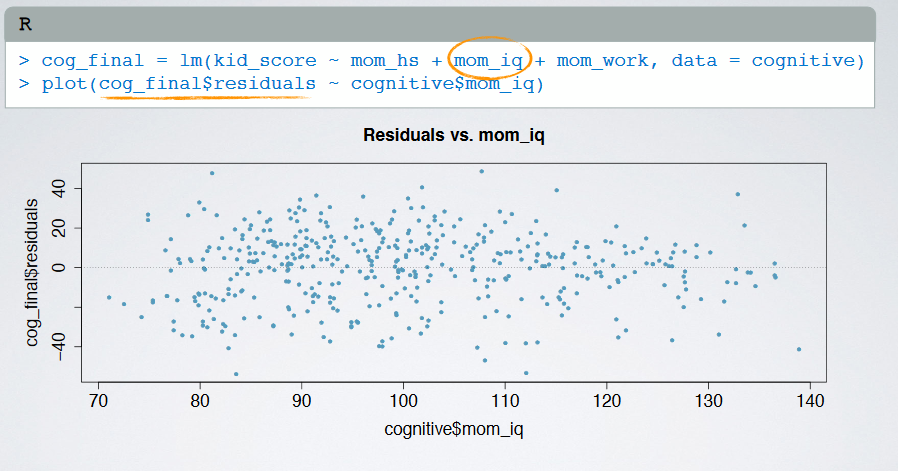 R
> cog_final = lm(kid_score ~ mom_hs + mom_iq + mom_work, data = cognitive)
> plot(cog_final$residuals ~ cognitive$mom_iq)
Residuals vs. mom_iq
cog_final$residuals
40
20
0
−40
70 80 90 100 110 120 130 140
cognitive$mom_iq